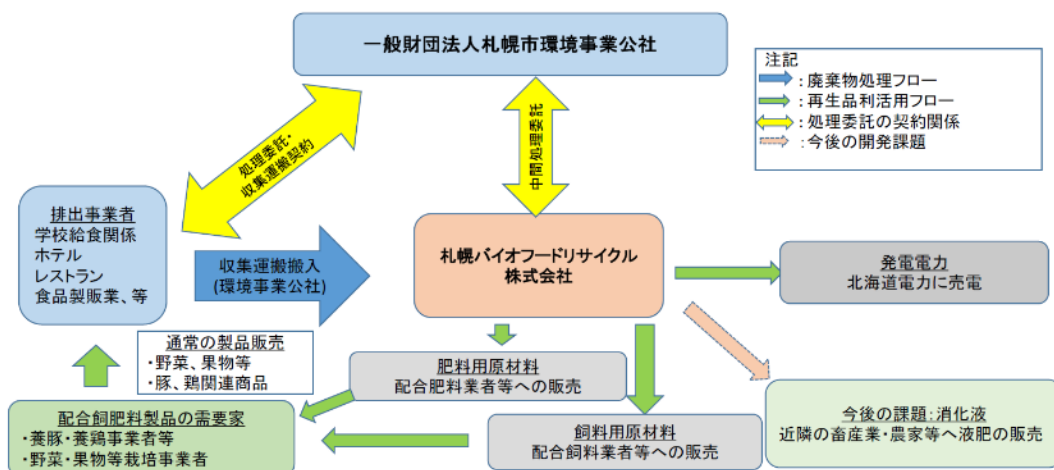 一般財団法人札幌市環境事業公社
注記
：廃棄物処理フロー
：再生品利活用フロー
：処理委託の契約関係
：今後の開発課題
処理委託・
収集運搬契約
中間処理委託
排出事業者
学校給食関係
ホテル
レストラン
食品製販業、等
収集運搬搬入
(環境事業公社)
札幌バイオフードリサイクル
株式会社
発電電力
北海道電力に売電
通常の製品販売
・野菜、果物等
・豚、鶏関連商品
肥料用原材料
配合肥料業者等への販売
配合飼肥料製品の需要家
・養豚・養鶏事業者等
・野菜・果物等栽培事業者
飼料用原材料
配合飼料業者等への販売
今後の課題：消化液
近隣の畜産業・農家等へ液肥の販売